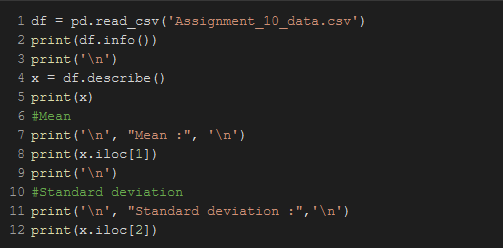 1 df = pd.read_csv('Assignment_10_data.csv')
2 print(df.info())
3 print('\n')
4 x = df.describe()
5 print(x)
6 #Mean
7 print('\n', "Mean :", '\n')
8 print(x.iloc[1])
9 print('\n')
10 #Standard deviation
11 print('\n', "Standard deviation :",'\n')
12 print(x.iloc[2])